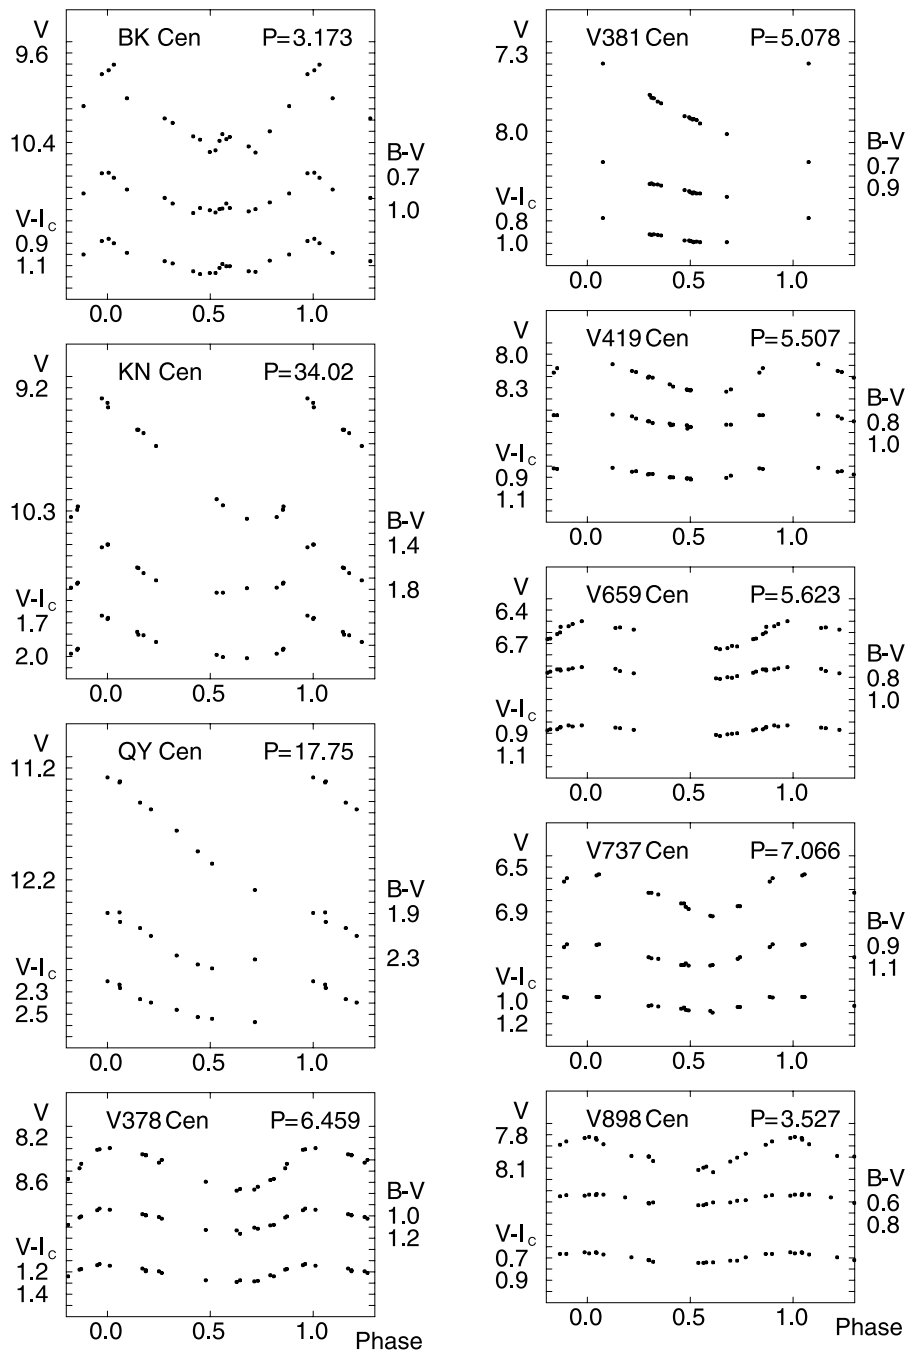 BK Cen P=3.173
V
9.6
10.4
B-V
0.7
1.0
V-Ic
0.9
1.1
0.0 0.5 1.0
KN Cen P=34.02
V
9.2
10.3
B-V
1.4
1.8
V-Ic
1.7
2.0
0.0 0.5 1.0
QY Cen P=17.75
V
11.2
12.2
B-V
1.9
2.3
V-Ic
2.3
2.5
0.0 0.5 1.0
V378 Cen P=6.459
V
8.2
8.6
B-V
1.0
1.2
V-Ic
1.2
1.4
0.0 0.5 1.0
Phase
V381 Cen P=5.078
V
7.3
8.0
B-V
0.7
0.9
V-Ic
0.8
1.0
0.0 0.5 1.0
V419 Cen P=5.507
V
8.0
8.3
B-V
0.8
1.0
V-Ic
0.9
1.1
0.0 0.5 1.0
V659 Cen P=5.623
V
6.4
6.7
B-V
0.8
1.0
V-Ic
0.9
1.1
0.0 0.5 1.0
V737 Cen P=7.066
V
6.5
6.9
B-V
0.9
1.1
V-Ic
1.0
1.2
0.0 0.5 1.0
V898 Cen P=3.527
V
7.8
8.1
B-V
0.6
0.8
V-Ic
0.7
0.9
0.0 0.5 1.0
Phase